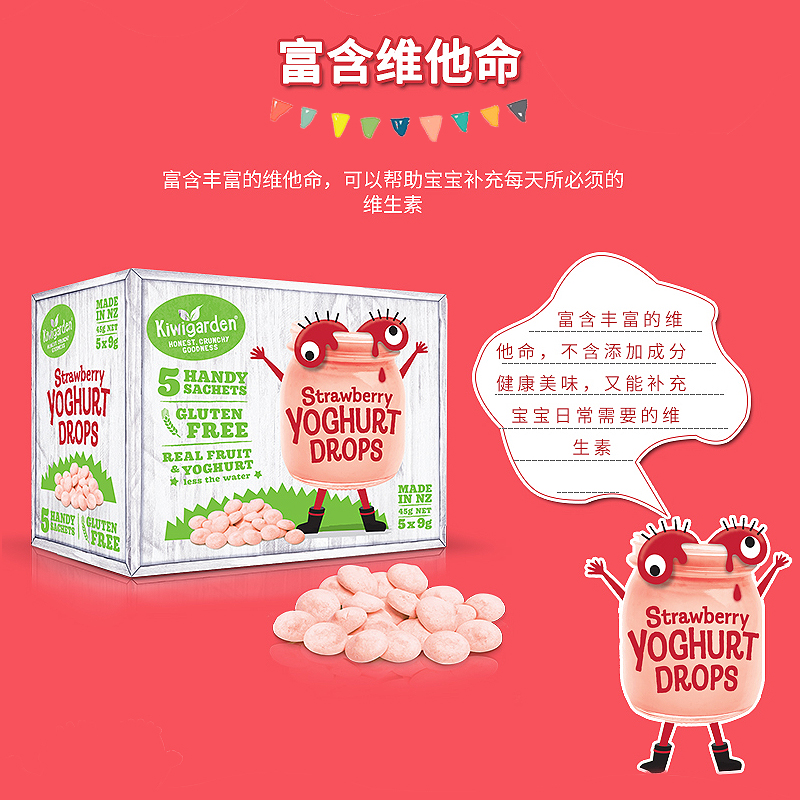 富含维他命
富含丰富的维他命，可以帮助宝宝补充每天所必须的
维生素
Kiwigarden
HONEST, CRUNCHY
GOODNESS
MADE
IN NZ
45g NET
5x9g
Strawberry
YOGHURT
DROPS
5 HANDY
SACHETS
GLUTEN
FREE
Kiwigarden
HONEST, CRUNCHY
GOODNESS
5 HANDY
SACHETS
GLUTEN
FREE
REAL FRUIT
& YOGHURT
less the water
Strawberry
YOGHURT
DROPS
MADE
IN NZ
45g NET
5x9g
富含丰富的维
他命，不含添加成分
健康美味，又能补充
宝宝日常需要的维
生素
Strawberry
YOGHURT
DROPS